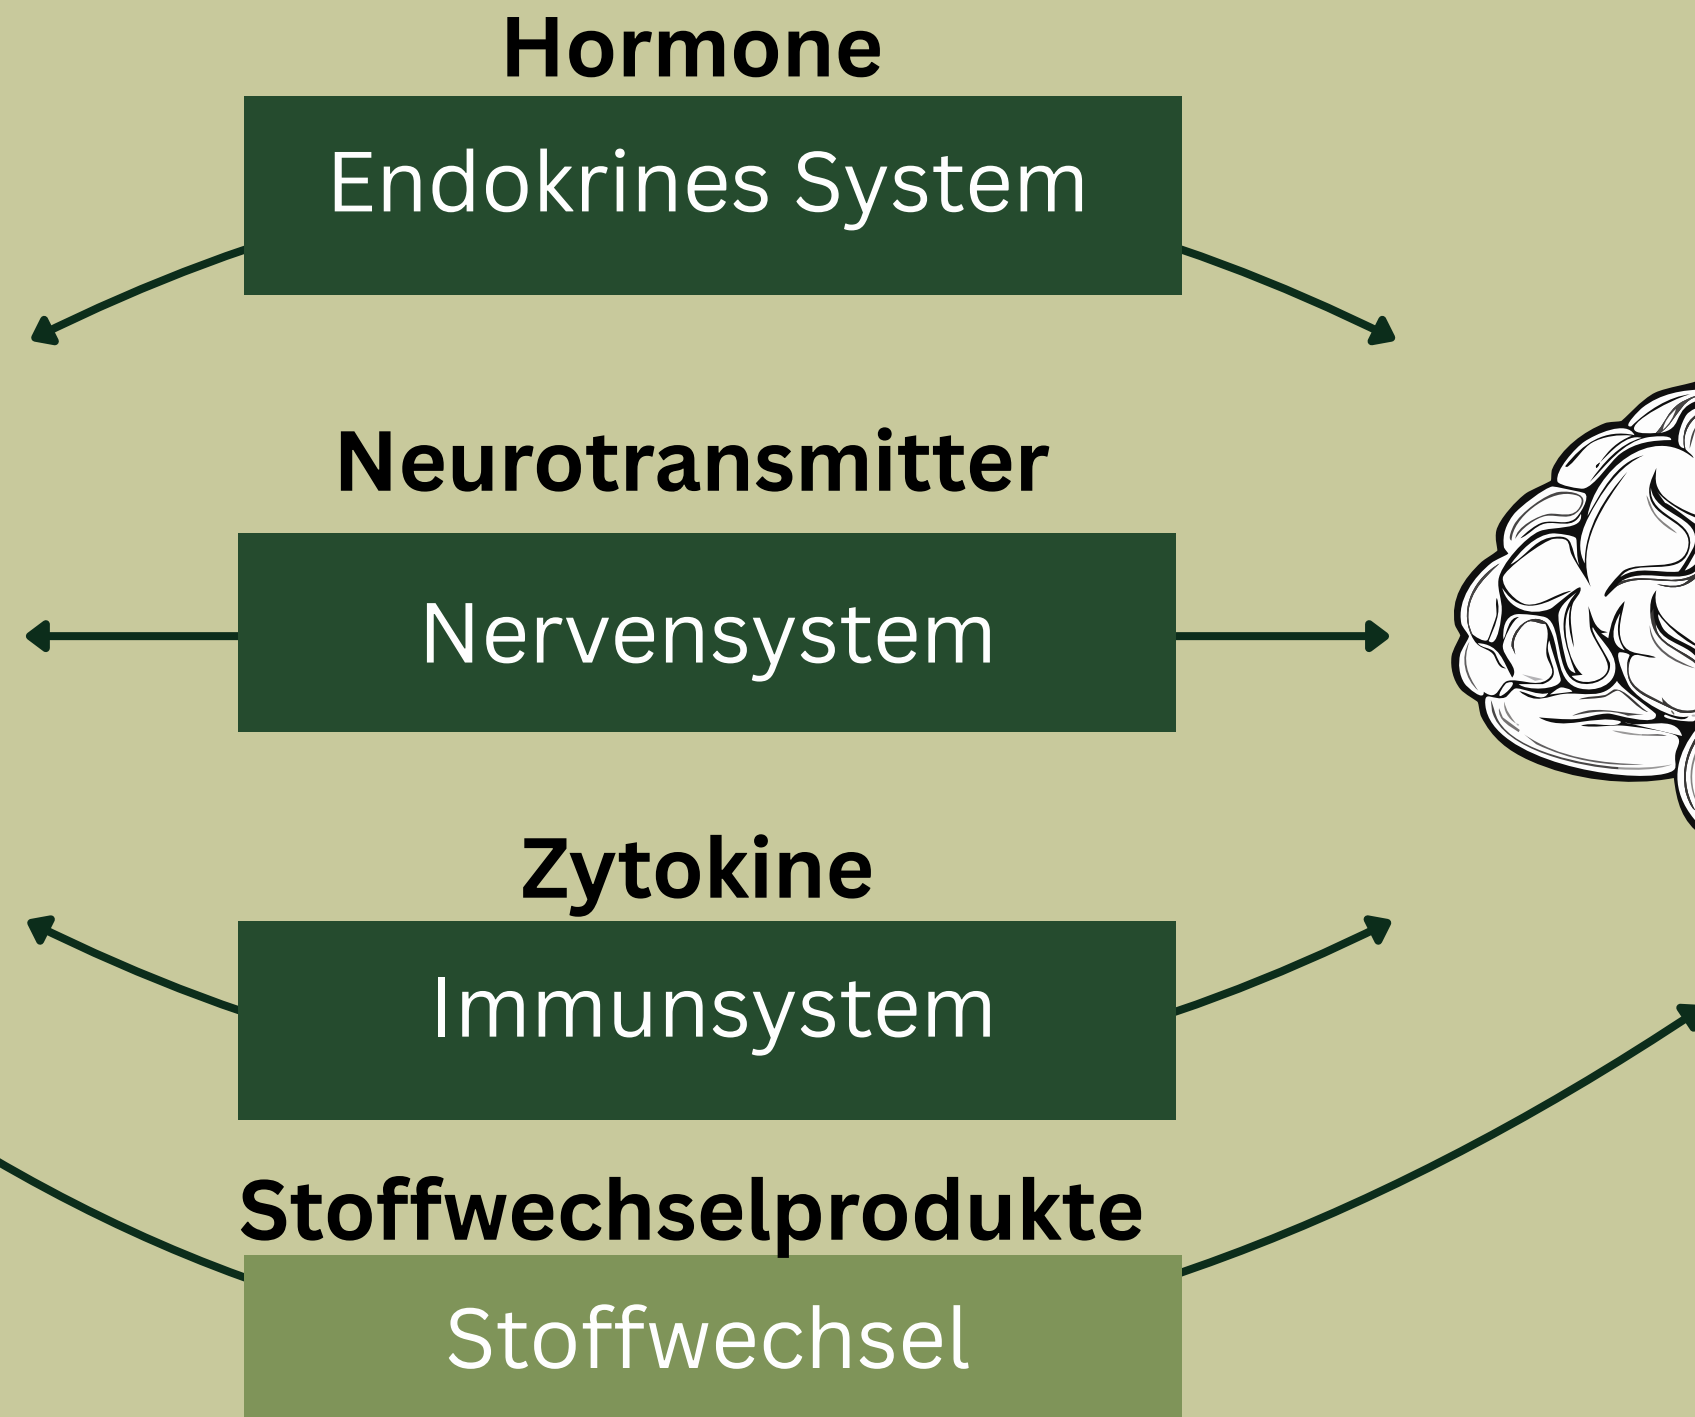 Hormone
Endokrines System
Neurotransmitter
Nervensystem
Zytokine
Immunsystem
Stoffwechselprodukte
Stoffwechsel